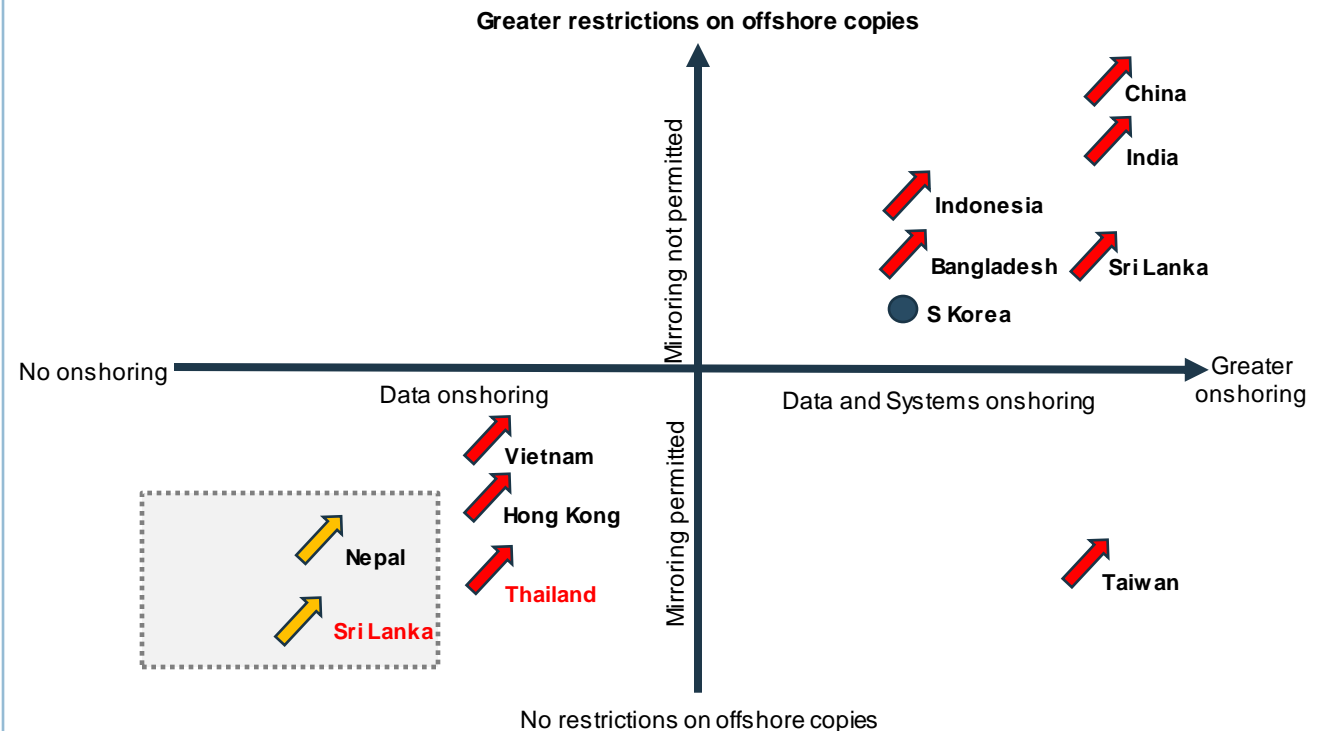 Greater restrictions on offshore copies
China
India
Mirroring not permitted
Indonesia
Bangladesh
Sri Lanka
S Korea
No onshoring
Greater
onshoring
Data onshoring
Data and Systems onshoring
Vietnam
Mirroring permitted
Hong Kong
Nepal
Thailand
Taiwan
Sri Lanka
No restrictions on offshore copies